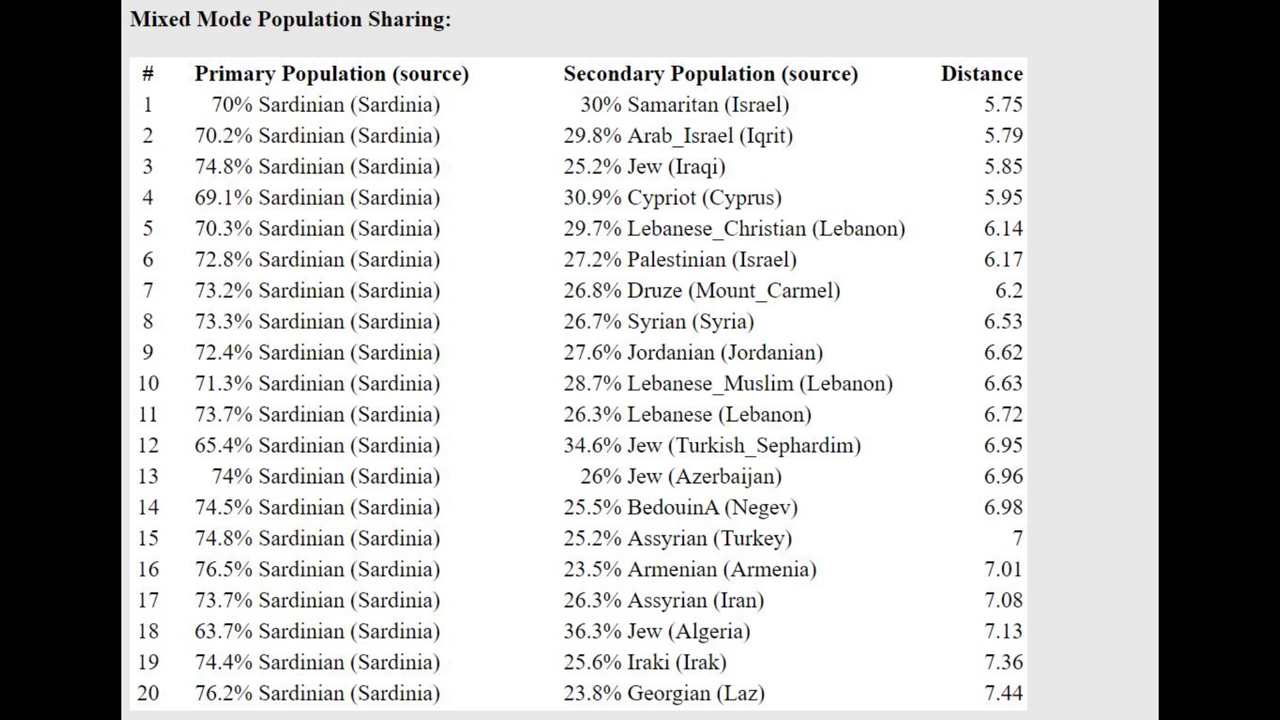 Mixed Mode Population Sharing:
# Primary Population (source) Secondary Population (source) Distance
1 70% Sardinian (Sardinia) 30% Samaritan (Israel) 5.75
2 70.2% Sardinian (Sardinia) 29.8% Arab_Israel (Iqrit) 5.79
3 74.8% Sardinian (Sardinia) 25.2% Jew (Iraqi) 5.85
4 69.1% Sardinian (Sardinia) 30.9% Cypriot (Cyprus) 5.95
5 70.3% Sardinian (Sardinia) 29.7% Lebanese_Christian (Lebanon) 6.14
6 72.8% Sardinian (Sardinia) 27.2% Palestinian (Israel) 6.17
7 73.2% Sardinian (Sardinia) 26.8% Druze (Mount_Carmel) 6.2
8 73.3% Sardinian (Sardinia) 26.7% Syrian (Syria) 6.53
9 72.4% Sardinian (Sardinia) 27.6% Jordanian (Jordanian) 6.62
10 71.3% Sardinian (Sardinia) 28.7% Lebanese_Muslim (Lebanon) 6.63
11 73.7% Sardinian (Sardinia) 26.3% Lebanese (Lebanon) 6.72
12 65.4% Sardinian (Sardinia) 34.6% Jew (Turkish_Sephardim) 6.95
13 74% Sardinian (Sardinia) 26% Jew (Azerbaijan) 6.96
14 74.5% Sardinian (Sardinia) 25.5% BedouinA (Negev) 6.98
15 74.8% Sardinian (Sardinia) 25.2% Assyrian (Turkey) 7
16 76.5% Sardinian (Sardinia) 23.5% Armenian (Armenia) 7.01
17 73.7% Sardinian (Sardinia) 26.3% Assyrian (Iran) 7.08
18 63.7% Sardinian (Sardinia) 36.3% Jew (Algeria) 7.13
19 74.4% Sardinian (Sardinia) 25.6% Iraki (Irak) 7.36
20 76.2% Sardinian (Sardinia) 23.8% Georgian (Laz) 7.44